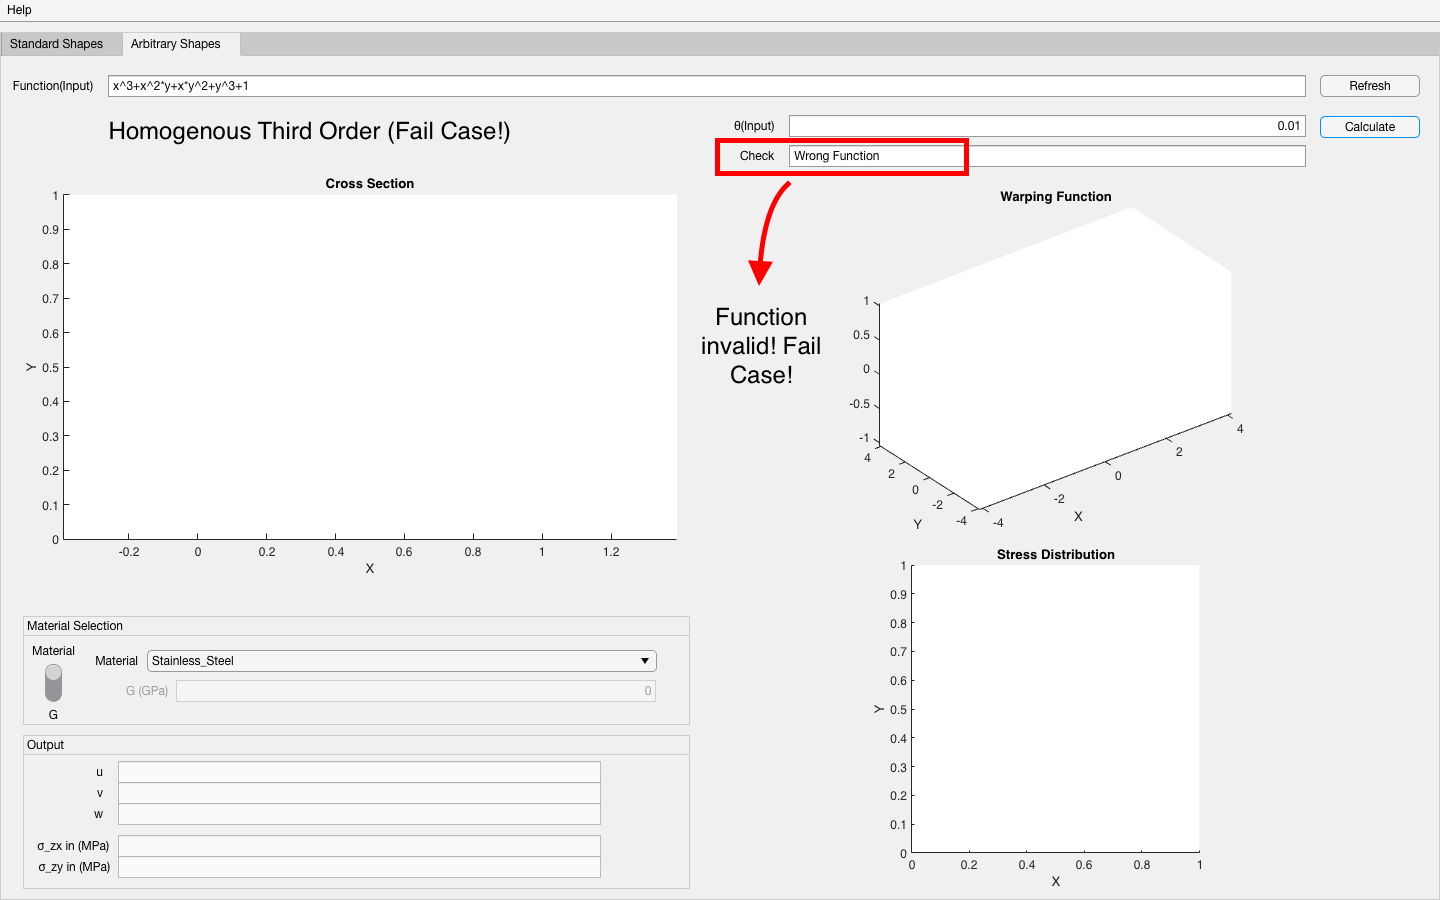 Help
Standard Shapes
Arbitrary Shapes
Function(Input)
x^3+x^2*y+x*y^2+y^3+1
Refresh
Homogenous Third Order (Fail Case!)
θ(Input)
0.01
Calculate
Check
Wrong Function
Function
invalid! Fail
Case!
Cross Section
1
0.9
0.8
0.7
0.6
0.5
0.4
0.3
0.2
0.1
0
Y
-0.2
0
0.2
0.4
0.6
0.8
1
1.2
X
Warping Function
1
0.5
0
-0.5
-1
4
2
0
-2
-4
Y
-4
-2
0
2
4
X
Stress Distribution
1
0.9
0.8
0.7
0.6
0.5
0.4
0.3
0.2
0.1
0
Y
0
0.2
0.4
0.6
0.8
1
X
Material Selection
Material
G
Material
Stainless_Steel
G (GPa)
0
Output
u
v
w
σ_zx in (MPa)
σ_zy in (MPa)